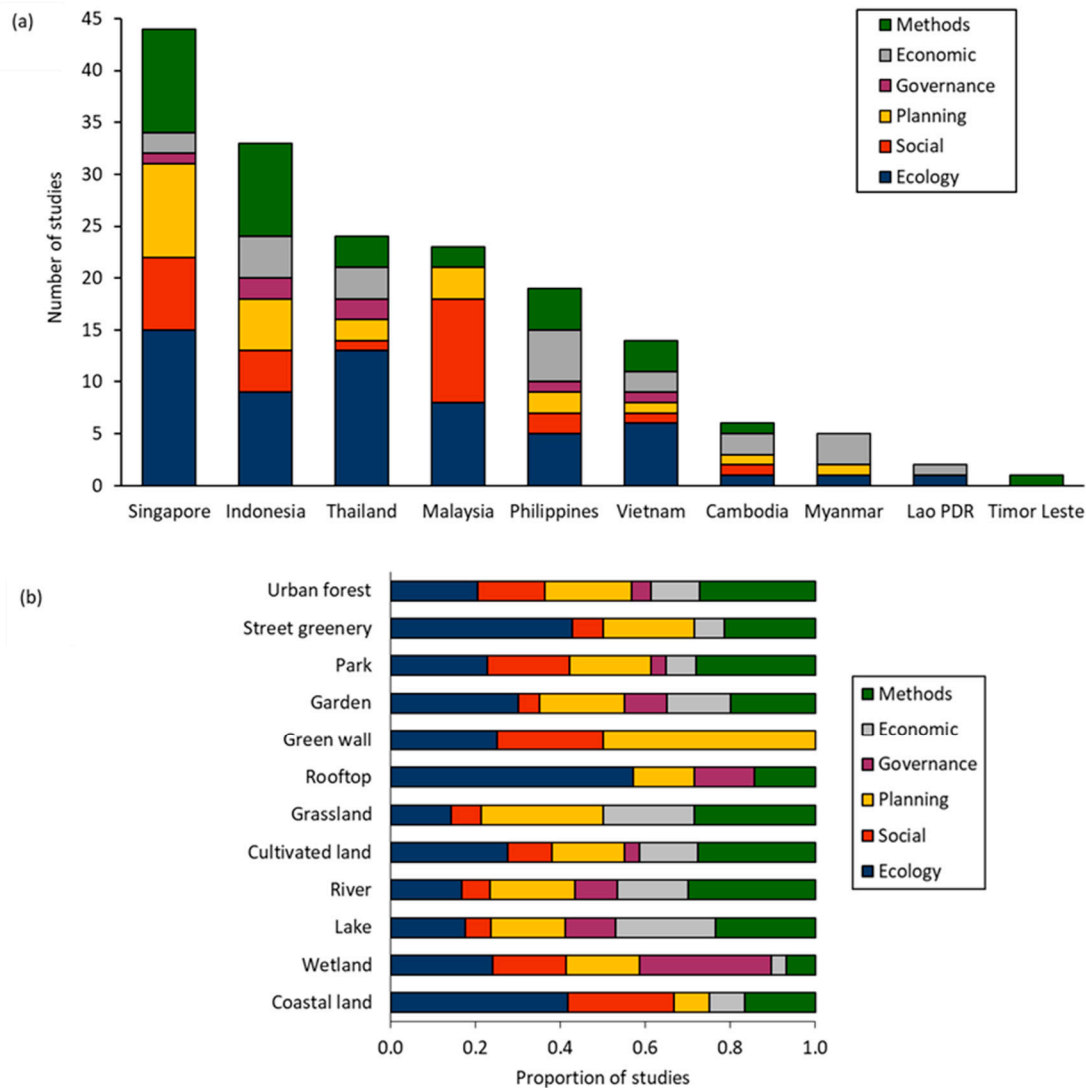 (a)
45
40
35
30
25
20
15
10
5
0
Number of studies
Methods
Economic
Governance
Planning
Social
Ecology
Singapore Indonesia Thailand Malaysia Philippines Vietnam Cambodia Myanmar Lao PDR Timor Leste
(b)
Urban forest
Street greenery
Park
Garden
Green wall
Rooftop
Grassland
Cultivated land
River
Lake
Wetland
Coastal land
Methods
Economic
Governance
Planning
Social
Ecology
0.0 0.2 0.4 0.6 0.8 1.0
Proportion of studies